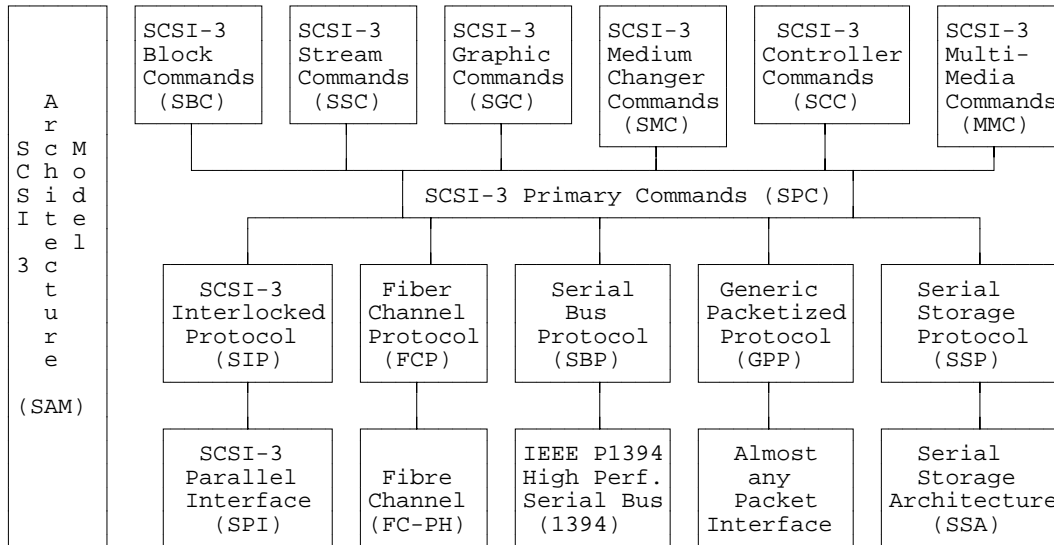 SCSI 3
Architecture
Model
(SAM)
SCSI-3
Block
Commands
(SBC)
SCSI-3
Stream
Commands
(SSC)
SCSI-3
Graphic
Commands
(SGC)
SCSI-3
Medium
Changer
Commands
(SMC)
SCSI-3
Controller
Commands
(SCC)
SCSI-3
Multi-
Media
Commands
(MMC)
SCSI-3 Primary Commands (SPC)
SCSI-3
Interlocked
Protocol
(SIP)
Fiber
Channel
Protocol
(FCP)
Serial
Bus
Protocol
(SBP)
Generic
Packetized
Protocol
(GPP)
Serial
Storage
Protocol
(SSP)
SCSI-3
Parallel
Interface
(SPI)
Fibre
Channel
(FC-PH)
IEEE P1394
High Perf.
Serial Bus
(1394)
Almost
any
Packet
Interface
Serial
Storage
Architecture
(SSA)